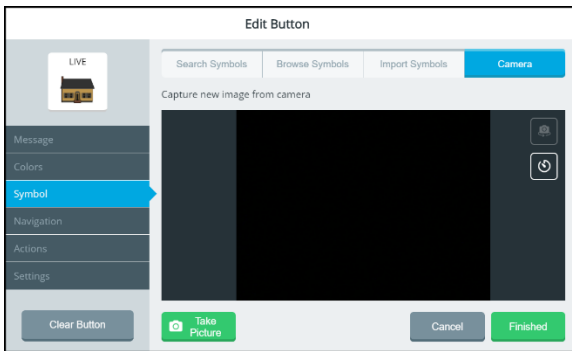 Edit Button
LIVE
Search Symbols
Browse Symbols
Import Symbols
Camera
Capture new image from camera
Message
Colors
Symbol
Navigation
Actions
Settings
Clear Button
Take
Picture
Cancel
Finished